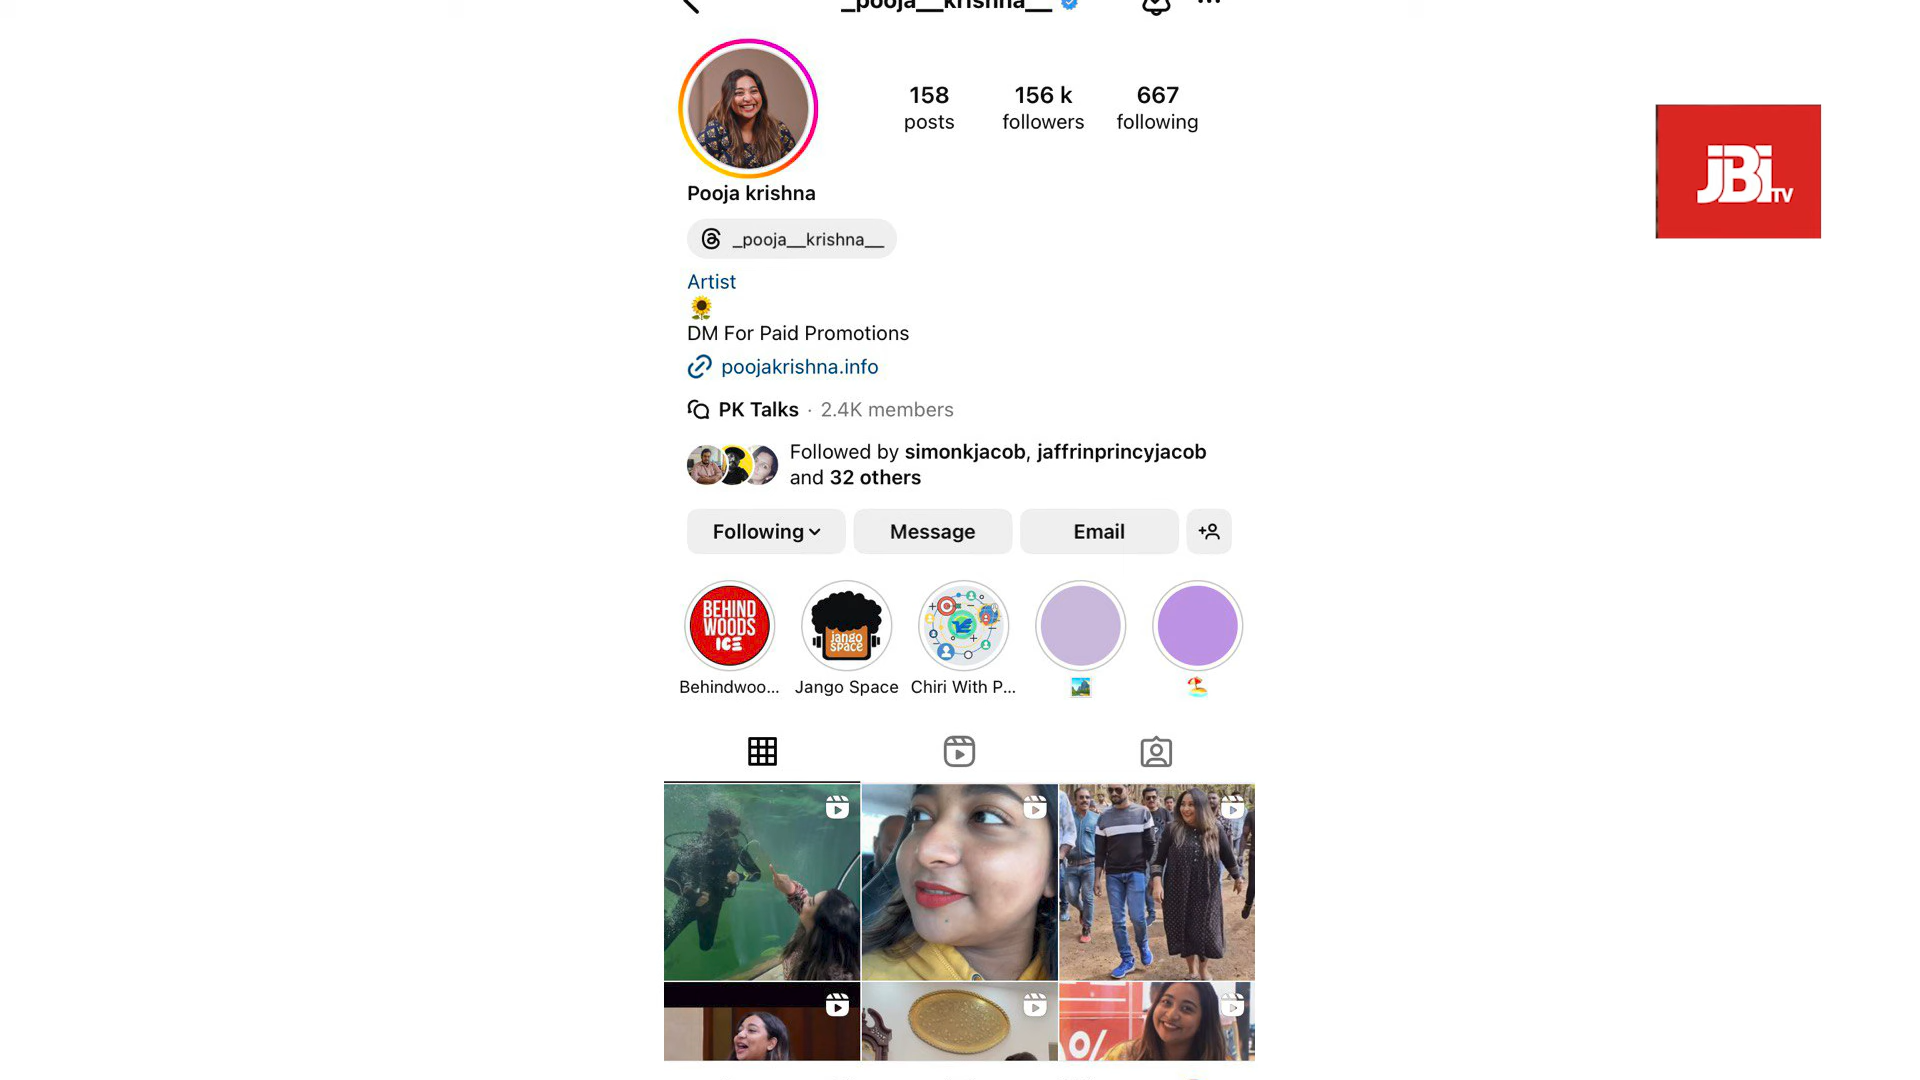 _pooja__krishna__
158
156 k
667
posts
followers
following
Pooja krishna
_pooja__krishna__
Artist
DM For Paid Promotions
poojakrishna.info
PK Talks · 2.4K members
Followed by simonkjacob, jaffrinprincyjacob
and 32 others
Following
Message
Email
BEHIND
WOODS
ICE
jango
space
Behindwoo...
Jango Space
Chiri With P...
%
JBI TV